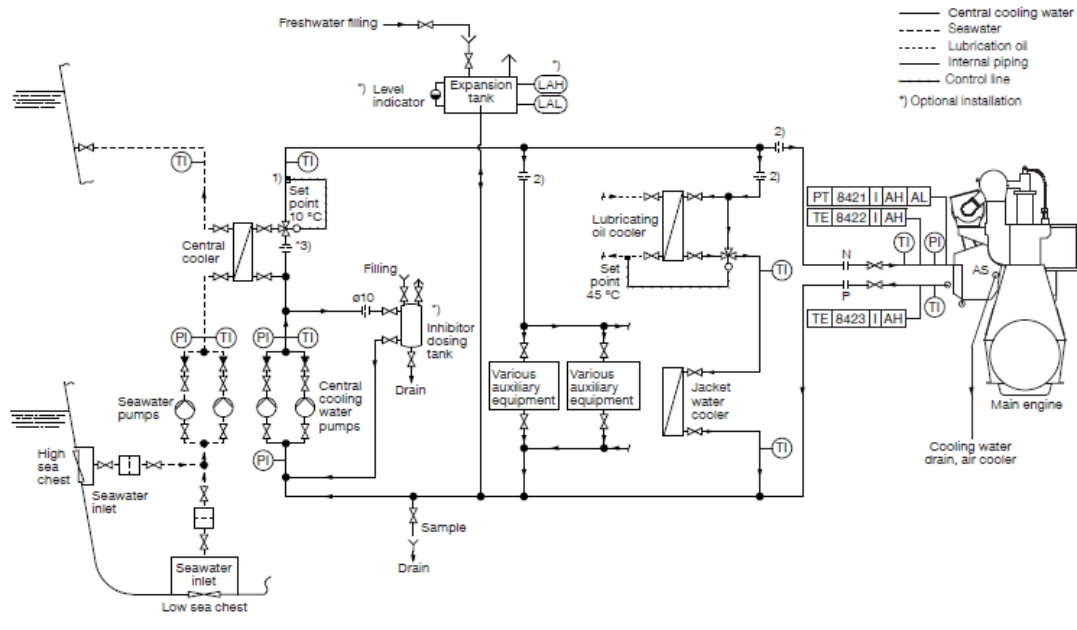 Freshwater filling
Central cooling water
Seawater
Lubrication oil
Internal piping
Control line
*) Optional installation
*) Level
indicator
Expansion
tank
*)
LAH
LAL
TI
TI
1)
Set
point
10 °C
*3)
Central
cooler
2)
2)
2)
Lubricating
oil cooler
Set
point
45 °C
TI
PT 8421 I AH AL
TE 8422 I AH
TI
PI
N
P
AS
TI
TE 8423 I AH
Filling
ø10
*)
Inhibitor
dosing
tank
Drain
PI
TI
PI
TI
Seawater
pumps
Central
cooling
water
pumps
PI
Various
auxiliary
equipment
Various
auxiliary
equipment
Jacket
water
cooler
TI
Main engine
Cooling water
drain, air cooler
High
sea
chest
Seawater
inlet
Sample
Drain
Seawater
inlet
Low sea chest